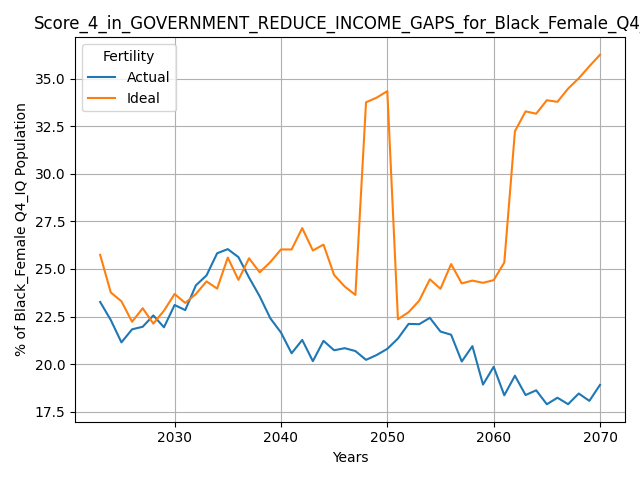 Score_4_in_GOVERNMENT_REDUCE_INCOME_GAPS_for_Black_Female_Q4_
Fertility
Actual
Ideal
% of Black_Female Q4_IQ Population
35.0
32.5
30.0
27.5
25.0
22.5
20.0
17.5
2030
2040
2050
2060
2070
Years